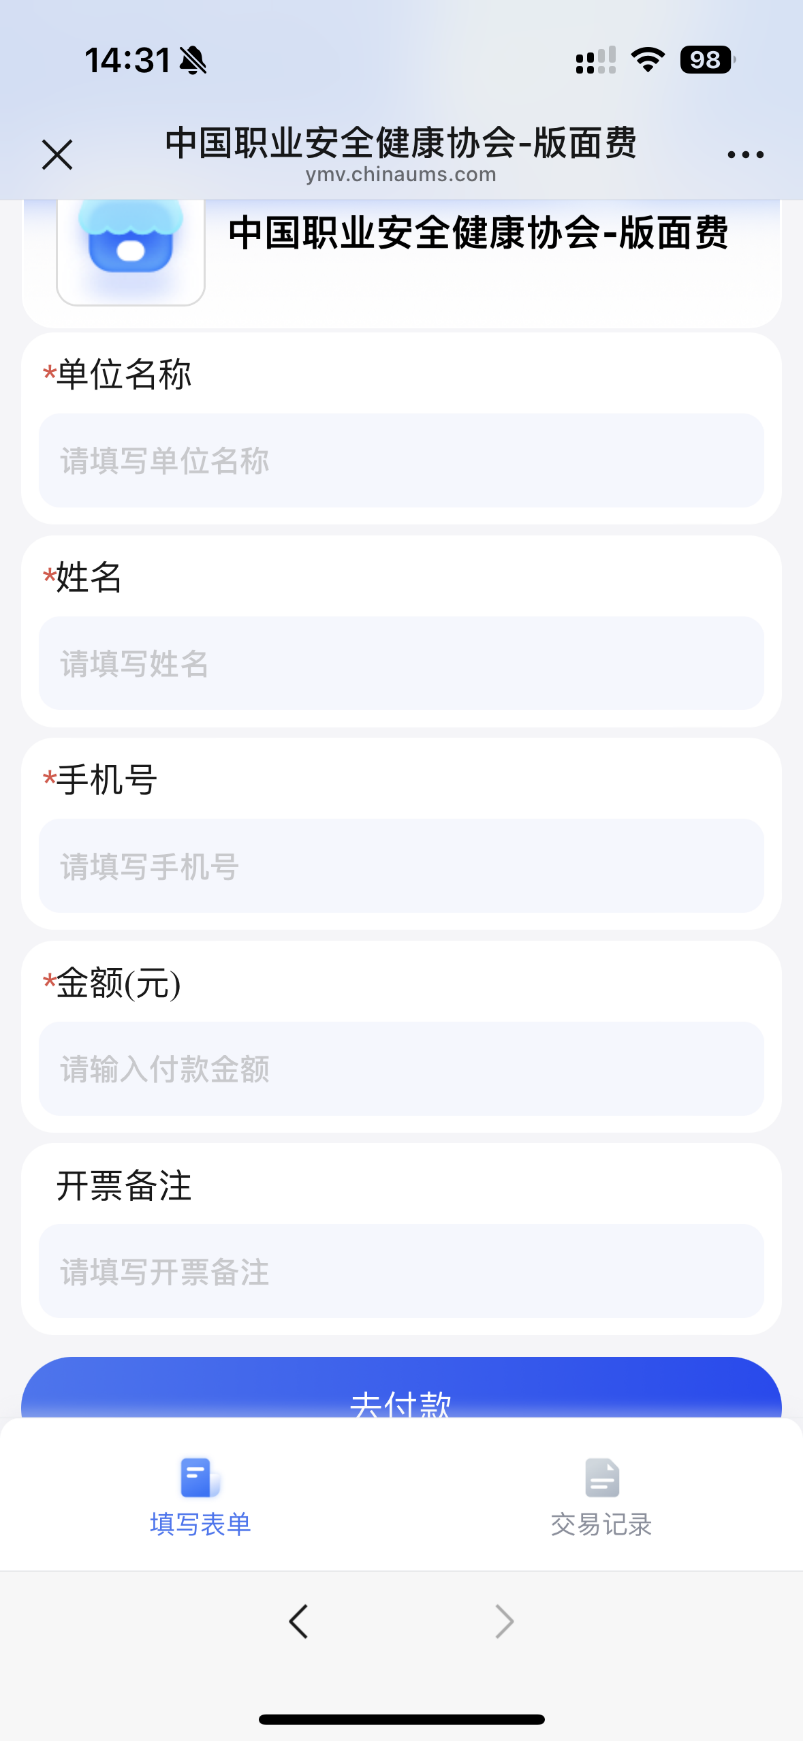 14:31
98
中国职业安全健康协会-版面费
ymv.chinaums.com
中国职业安全健康协会-版面费
*单位名称
请填写单位名称
*姓名
请填写姓名
*手机号
请填写手机号
*金额(元)
请输入付款金额
开票备注
请填写开票备注
去付款
填写表单
交易记录